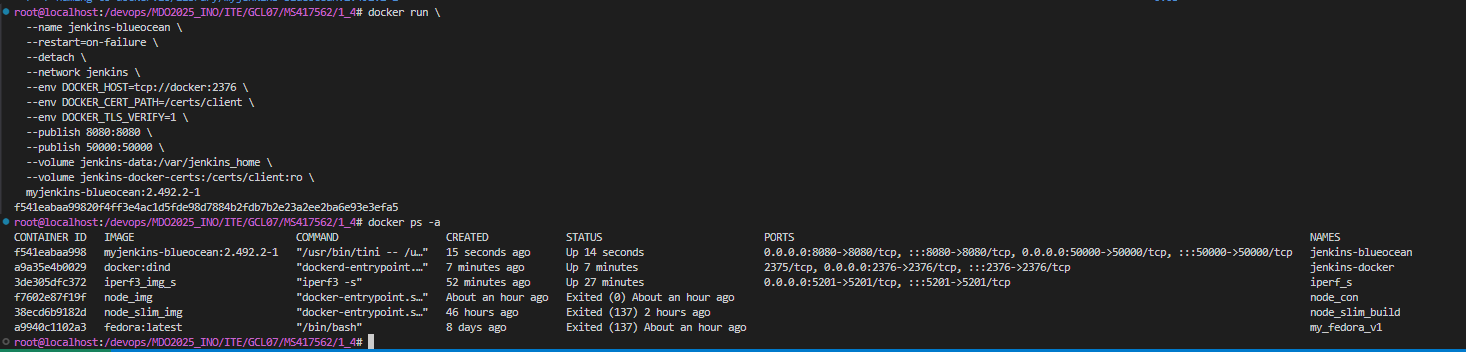 root@localhost:/devops/MDO2025_INO/ITE/GCL07/MS417562/1_4# docker run \
--name jenkins-blueocean \
--restart=on-failure \
--detach \
--network jenkins \
--env DOCKER_HOST=tcp://docker:2376 \
--env DOCKER_CERT_PATH=/certs/client \
--env DOCKER_TLS_VERIFY=1 \
--publish 8080:8080 \
--publish 50000:50000 \
--volume jenkins-data:/var/jenkins_home \
--volume jenkins-docker-certs:/certs/client:ro \
myjenkins-blueocean:2.492.2-1
f541eabaa99820f4ff3e4ac1d5fde98d7884b2fdb7b2e23a2ee2ba6e93e3efa5
root@localhost:/devops/MDO2025_INO/ITE/GCL07/MS417562/1_4# docker ps -a
CONTAINER ID IMAGE COMMAND CREATED STATUS PORTS NAMES
f541eabaa998 myjenkins-blueocean:2.492.2-1 "/usr/bin/tini -- /u…" 15 seconds ago Up 14 seconds 0.0.0.0:8080->8080/tcp, :::8080->8080/tcp, 0.0.0.0:50000->50000/tcp, :::50000->50000/tcp jenkins-blueocean
a9a35e4b0029 docker:dind "dockerd-entrypoint.…" 7 minutes ago Up 7 minutes 2375/tcp, 0.0.0.0:2376->2376/tcp, :::2376->2376/tcp jenkins-docker
3de305dfc372 iperf3_img_s "iperf3 -s" 52 minutes ago Up 27 minutes 0.0.0.0:5201->5201/tcp, :::5201->5201/tcp iperf_s
f7602e87f19f node_img "docker-entrypoint.s…" About an hour ago Exited (0) About an hour ago node_con
38ecd6b9182d node_slim_img "docker-entrypoint.s…" 46 hours ago Exited (137) 2 hours ago node_slim_build
a9940c1102a3 fedora:latest "/bin/bash" 8 days ago Exited (137) About an hour ago my_fedora_v1
root@localhost:/devops/MDO2025_INO/ITE/GCL07/MS417562/1_4#